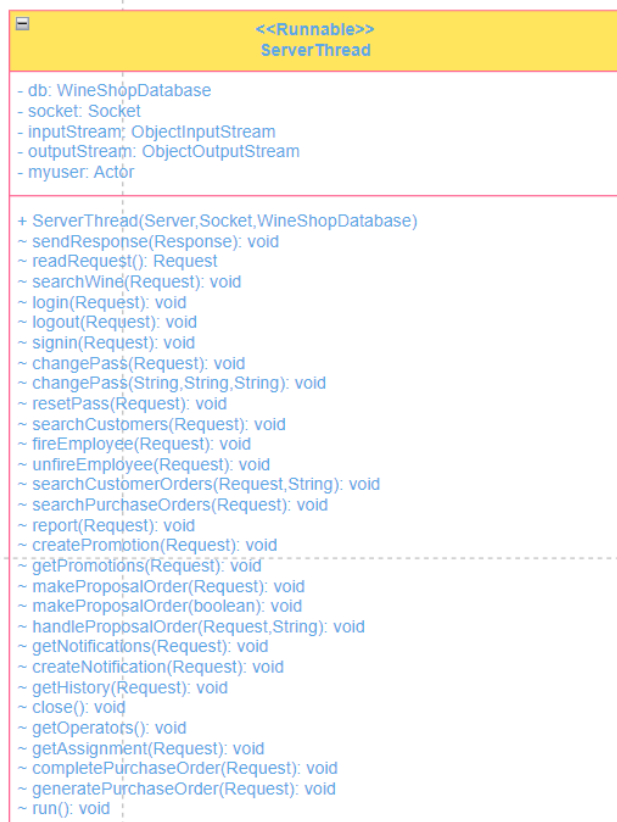 <<Runnable>>
ServerThread
- db: WineShopDatabase
- socket: Socket
- inputStream: ObjectInputStream
- outputStream: ObjectOutputStream
- myuser: Actor
+ ServerThread(Server,Socket,WineShopDatabase)
~ sendResponse(Response): void
~ readRequest(): Request
~ searchWine(Request): void
~ login(Request): void
~ logout(Request): void
~ signin(Request): void
~ changePass(Request): void
~ changePass(String,String,String): void
~ resetPass(Request): void
~ searchCustomers(Request): void
~ fireEmployee(Request): void
~ unfireEmployee(Request): void
~ searchCustomerOrders(Request,String): void
~ searchPurchaseOrders(Request): void
~ report(Request): void
~ createPromotion(Request): void
~ getPromotions(Request): void
~ makeProposalOrder(Request): void
~ makeProposalOrder(boolean): void
~ handleProposalOrder(Request,String): void
~ getNotifications(Request): void
~ createNotification(Request): void
~ getHistory(Request): void
~ close(): void
~ getOperators(): void
~ getAssignment(Request): void
~ completePurchaseOrder(Request): void
~ generatePurchaseOrder(Request): void
~ run(): void